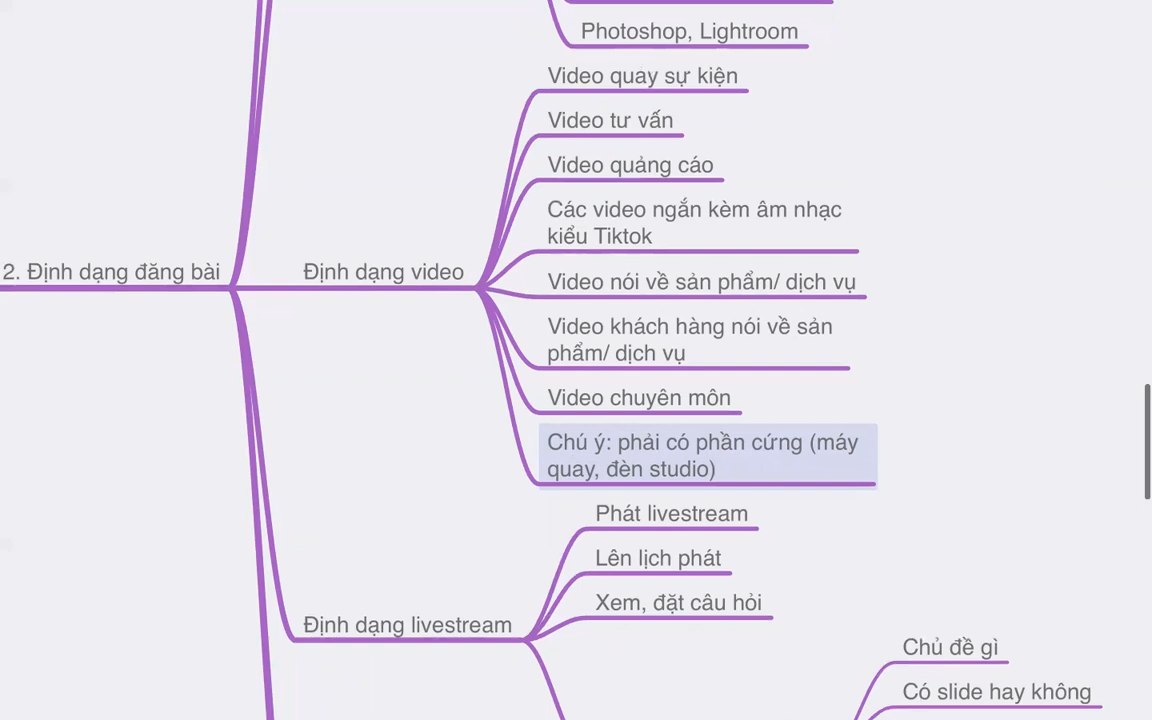 Photoshop, Lightroom
Video quay sự kiện
Video tư vấn
Video quảng cáo
Các video ngắn kèm âm nhạc
kiểu Tiktok
2. Định dạng đăng bài
Định dạng video
Video nói về sản phẩm/ dịch vụ
Video khách hàng nói về sản
phẩm/ dịch vụ
Video chuyên môn
Chú ý: phải có phần cứng (máy
quay, đèn studio)
Phát livestream
Lên lịch phát
Xem, đặt câu hỏi
Định dạng livestream
Chủ đề gì
Có slide hay không